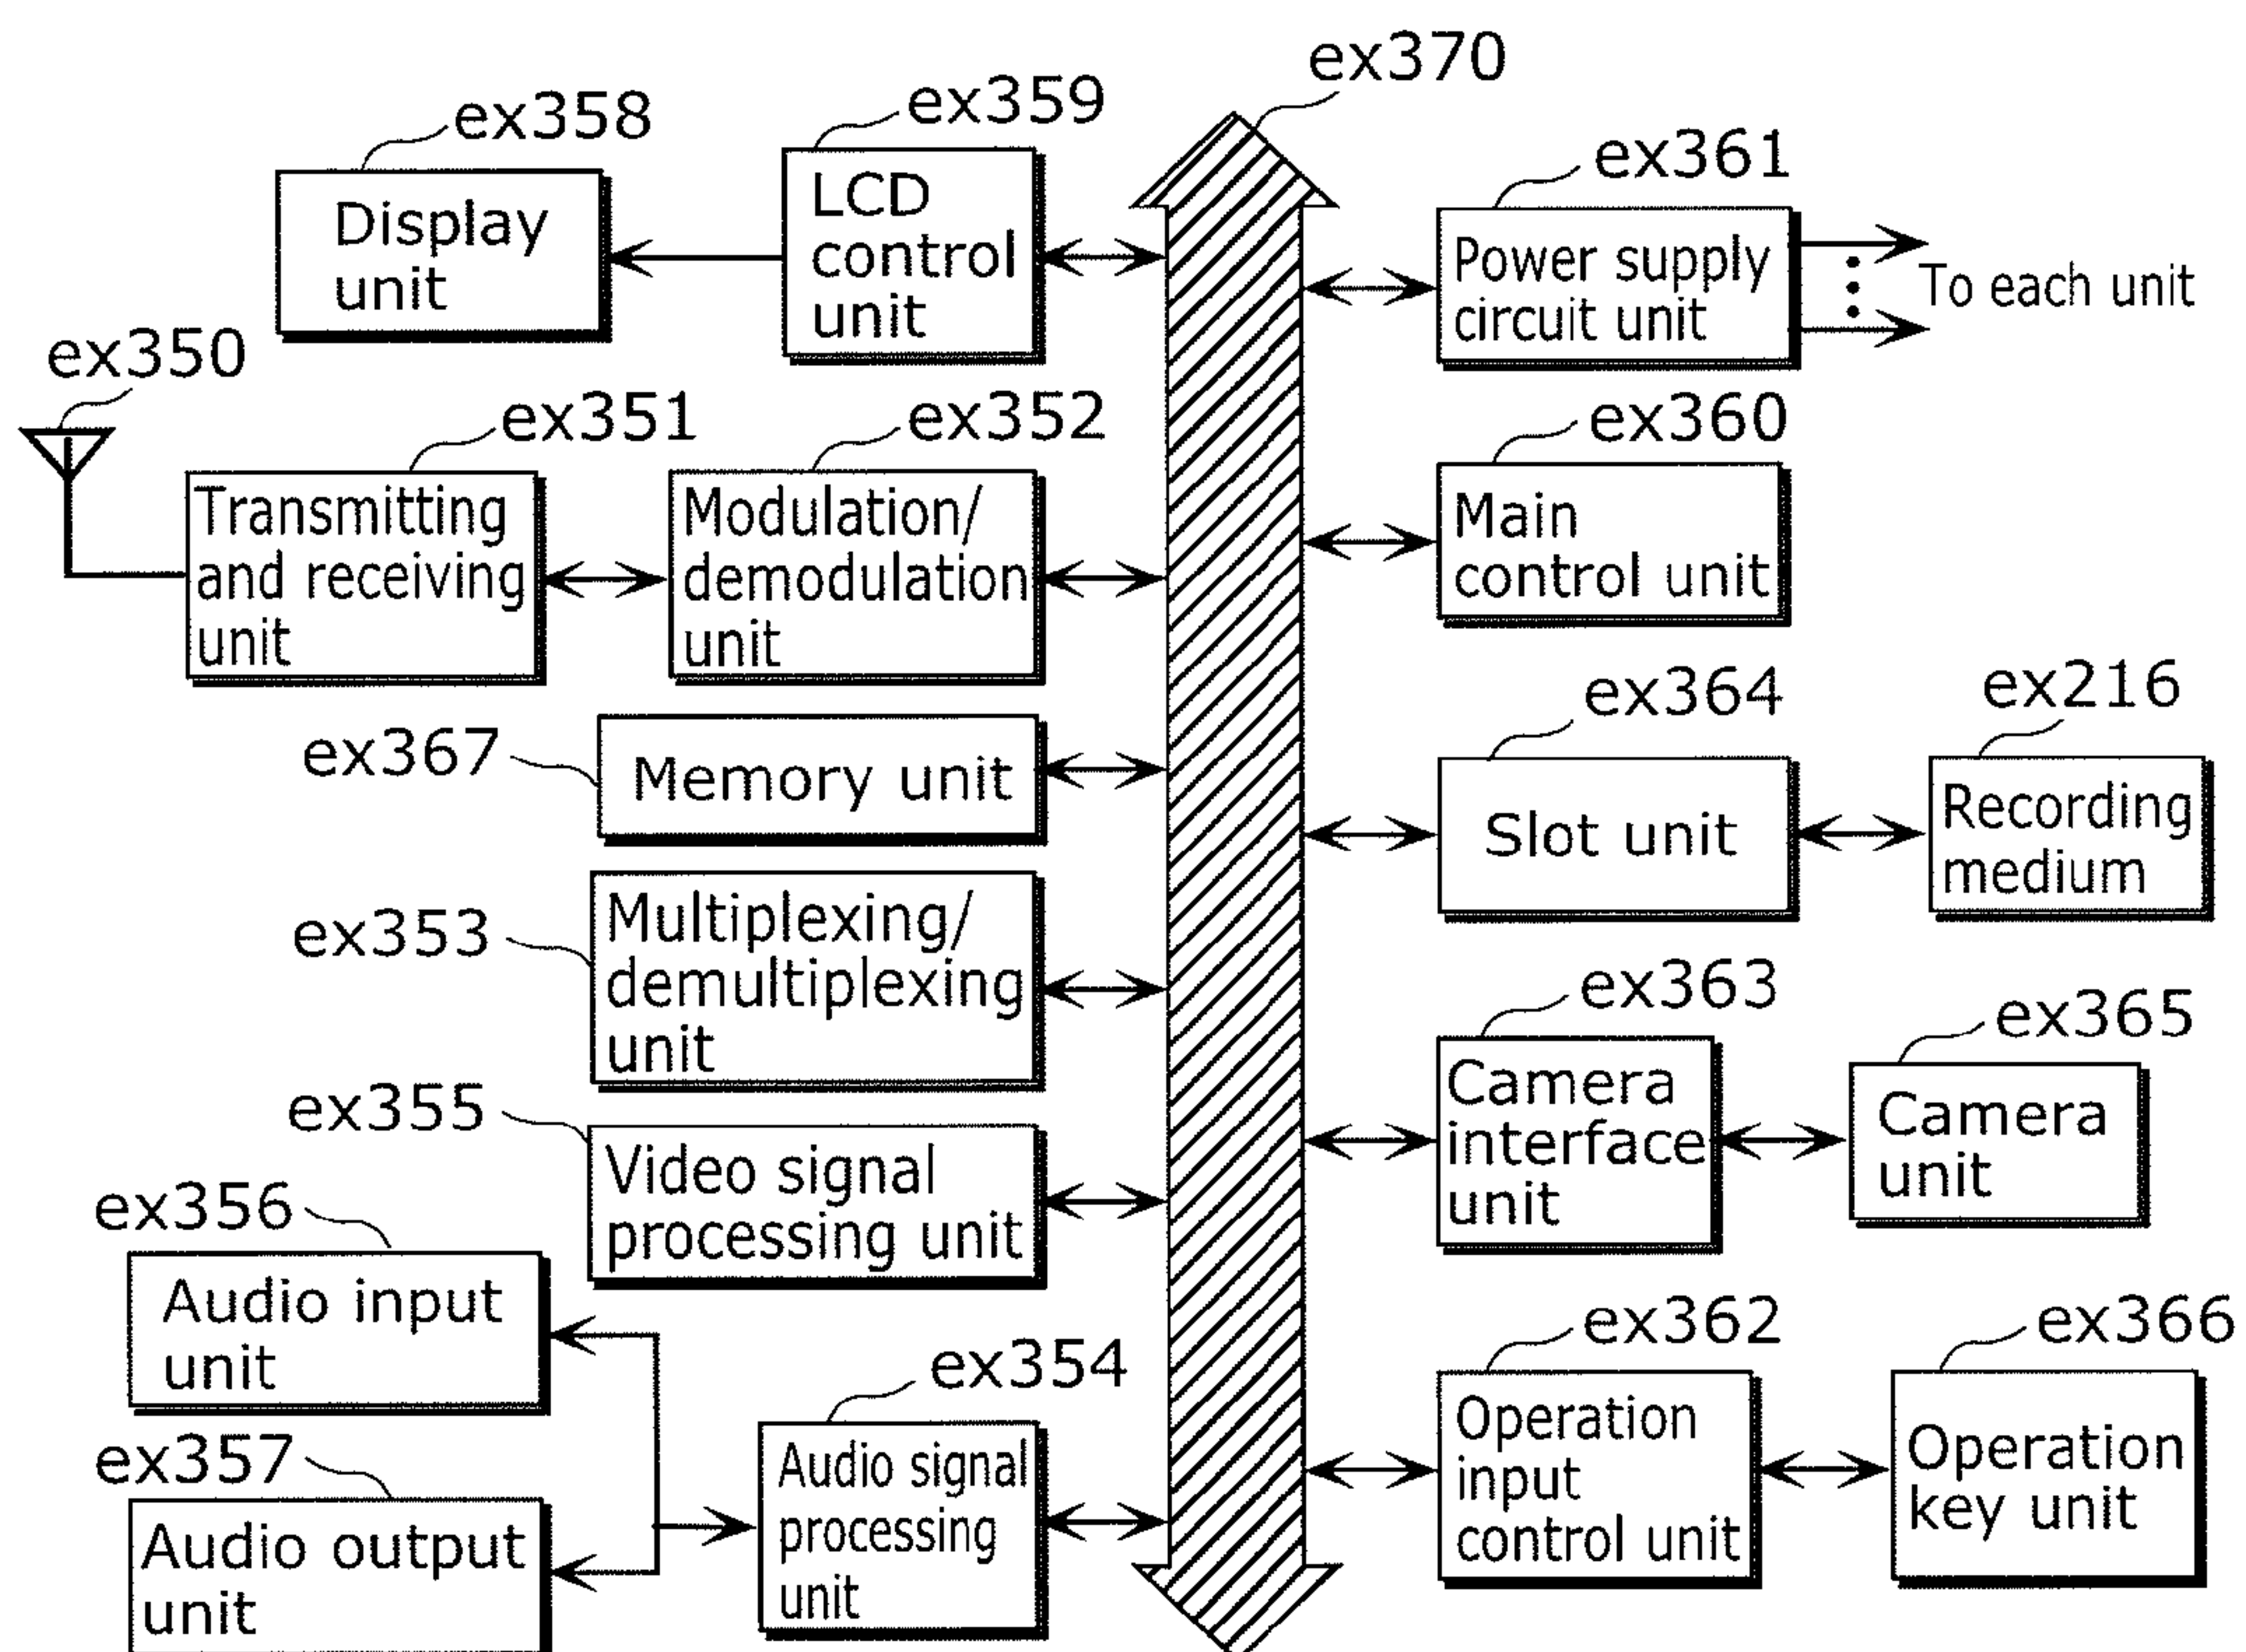 ex370
ex358
ex359
ex361
Display
unit
LCD
control
unit
Power supply
circuit unit
To each unit
ex350
ex351
ex352
ex360
Transmitting
and receiving
unit
Modulation/
demodulation
unit
Main
control unit
ex367
Memory unit
ex364
ex216
Slot unit
Recording
medium
ex353
Multiplexing/
demultiplexing
unit
ex363
ex365
Camera
interface
unit
Camera
unit
ex355
Video signal
processing unit
ex356
Audio input
unit
ex357
Audio output
unit
ex354
Audio signal
processing
unit
ex362
ex366
Operation
input
control unit
Operation
key unit